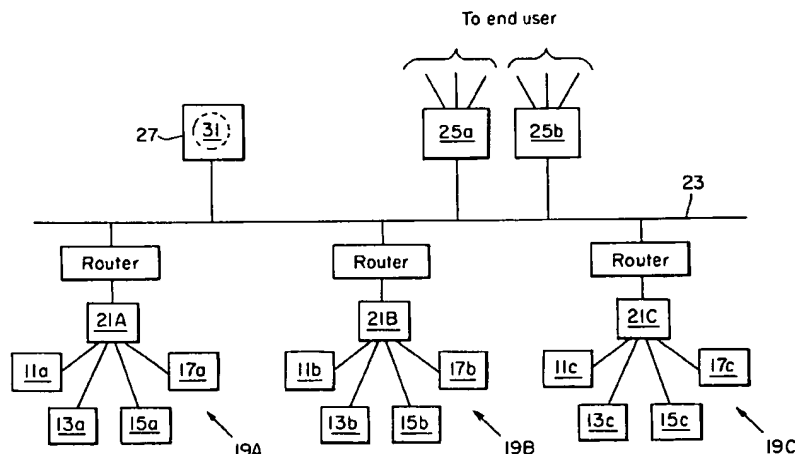 To end user
27
31
25a
25b
23
Router
Router
Router
21A
21B
21C
11a
17a
11b
17b
11c
17c
13a
15a
13b
15b
13c
15c
19A
19B
19C